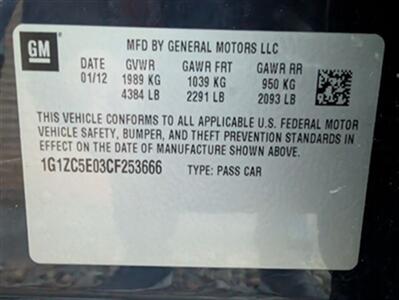 GM
MFD BY GENERAL MOTORS LLC
DATE GVWR GAWR FRT GAWR RR
01/12 1989 KG 1039 KG 950 KG
4384 LB 2291 LB 2093 LB
THIS VEHICLE CONFORMS TO ALL APPLICABLE U.S. FEDERAL MOTOR
VEHICLE SAFETY, BUMPER, AND THEFT PREVENTION STANDARDS IN
EFFECT ON THE DATE OF MANUFACTURE SHOWN ABOVE.
1G1ZC5E03CF253666 TYPE: PASS CAR